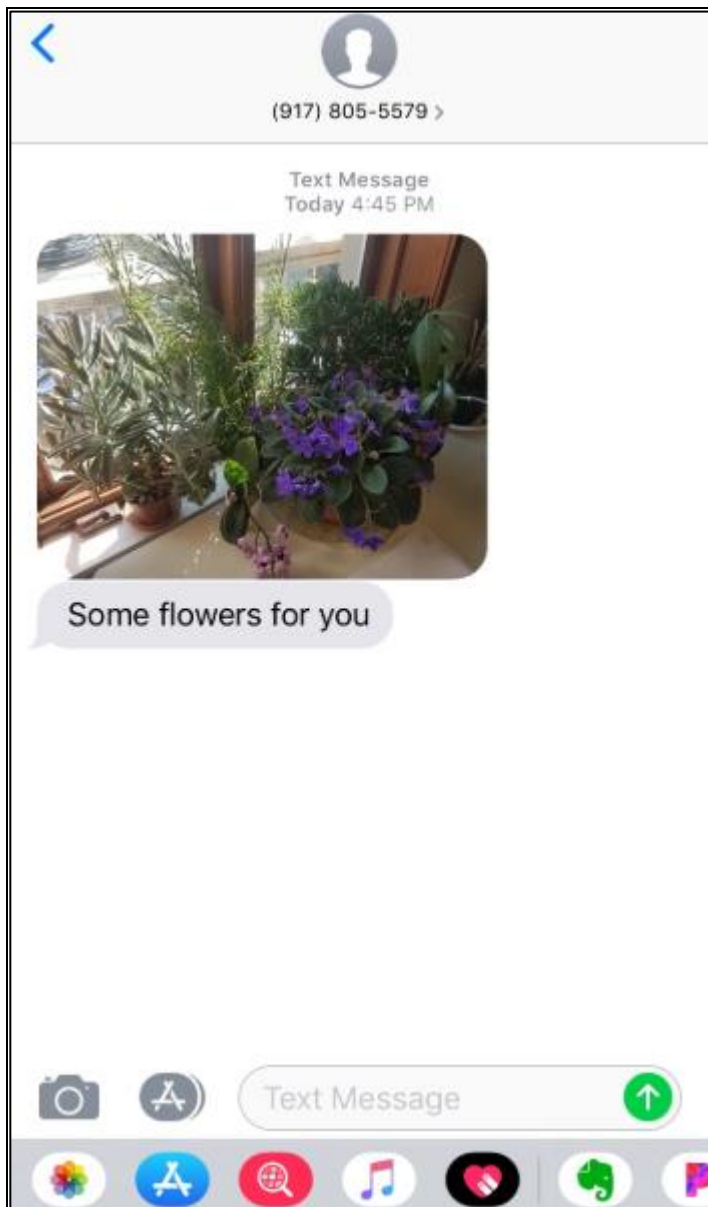 (917) 805-5579 >
Text Message
Today 4:45 PM
Some flowers for you
Text Message